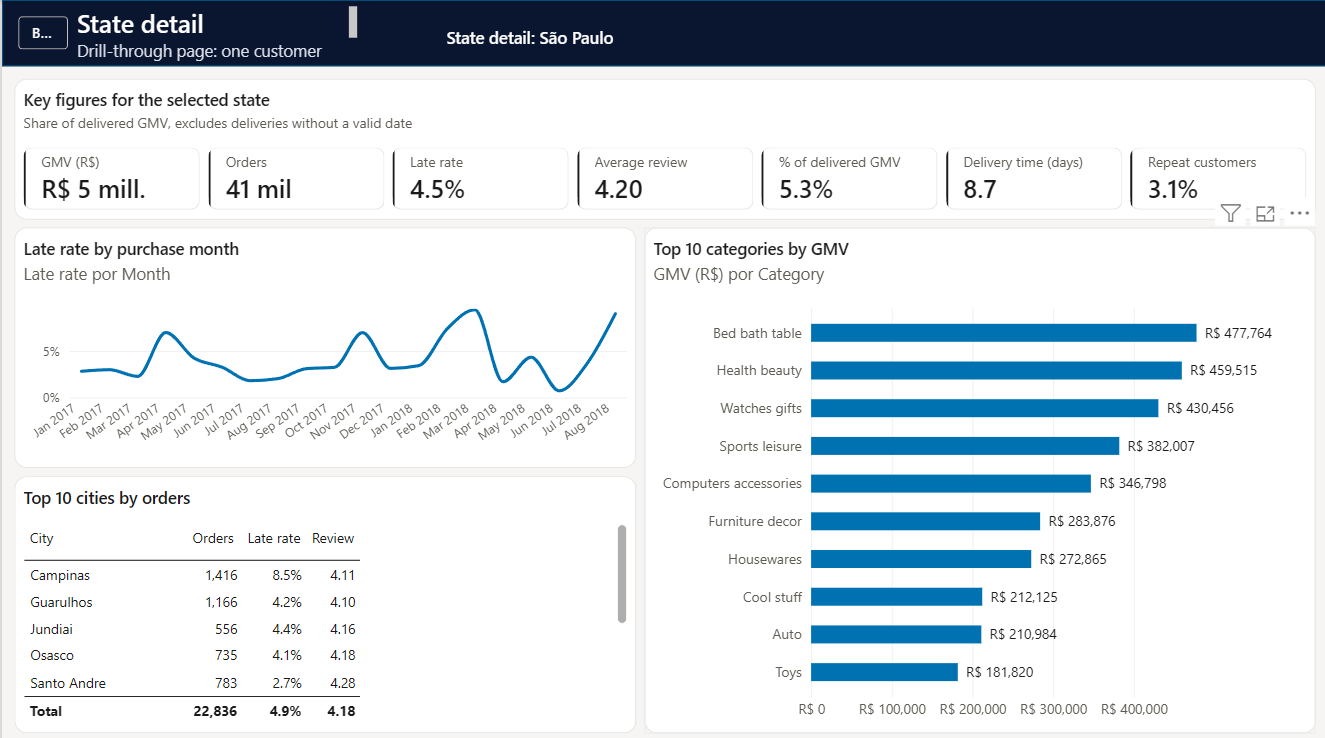 B...
State detail
Drill-through page: one customer
State detail: São Paulo
Key figures for the selected state
Share of delivered GMV, excludes deliveries without a valid date
GMV (R$)
R$ 5 mill.
Orders
41 mil
Late rate
4.5%
Average review
4.20
% of delivered GMV
5.3%
Delivery time (days)
8.7
Repeat customers
3.1%
Late rate by purchase month
Late rate per Month
5%
0%
Jan 2017
Feb 2017
Mar 2017
Apr 2017
May 2017
Jun 2017
Jul 2017
Aug 2017
Sep 2017
Oct 2017
Nov 2017
Dec 2017
Jan 2018
Feb 2018
Mar 2018
Apr 2018
May 2018
Jun 2018
Jul 2018
Aug 2018
Top 10 cities by orders
City Orders Late rate Review
Campinas 1,416 8.5% 4.11
Guarulhos 1,166 4.2% 4.10
Jundiai 556 4.4% 4.16
Osasco 735 4.1% 4.18
Santo Andre 783 2.7% 4.28
Total 22,836 4.9% 4.18
Top 10 categories by GMV
GMV (R$) per Category
Bed bath table R$ 477,764
Health beauty R$ 459,515
Watches gifts R$ 430,456
Sports leisure R$ 382,007
Computers accessories R$ 346,798
Furniture decor R$ 283,876
Housewares R$ 272,865
Cool stuff R$ 212,125
Auto R$ 210,984
Toys R$ 181,820
R$ 0 R$ 100,000 R$ 200,000 R$ 300,000 R$ 400,000